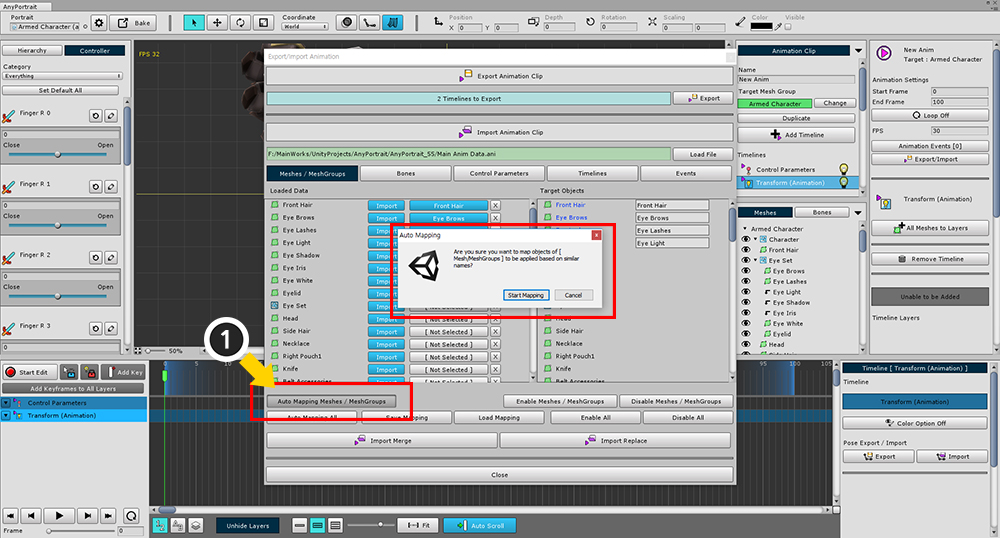 AnyPortrait
Portrait
Armed Character (a
Bake
Coordinate
World
Position
X 0 Y 0
Depth
0
Rotation
0
Scaling
0 0
Color
Visible
Hierarchy
Controller
Category
Everything
Set Default All
Finger R 0
0
Close Open
Finger R 1
0
Close Open
Finger R 2
0
Close Open
Finger R 3
0
Close Open
FPS 32
50%
Export/Import Animation
Export Animation Clip
2 Timelines to Export
Export
Import Animation Clip
F:/MainWorks/UnityProjects/AnyPortrait/AnyPortrait_S5/Main Anim Data.ani
Load File
Meshes / MeshGroups
Bones
Control Parameters
Timelines
Events
Loaded Data
Target Objects
Front Hair Import Front Hair X Front Hair Front Hair
Eye Brows Import Eye Brows X Eye Brows Eye Brows
Eye Lashes Import Eye Lashes
Eye Light Import Eye Light
Eye Shadow Import
Eye Iris Import
Eye White Import
Eyelid Import
Eye Set Import [ Not Selected ] X
Head Import [ Not Selected ] X Head
Side Hair Import [ Not Selected ] X Side Hair
Necklace Import [ Not Selected ] X Necklace
Right Pouch1 Import [ Not Selected ] X Right Pouch1
Knife Import [ Not Selected ] X Knife
Belt Accessories Import [ Not Selected ] X Belt Accessories
Auto Mapping
Are you sure you want to map objects of [
Mesh/MeshGroups ] to be applied based on similar
names?
Start Mapping
Cancel
1
Auto Mapping Meshes / MeshGroups
Enable Meshes / MeshGroups
Disable Meshes / MeshGroups
Auto Mapping All
Save Mapping
Load Mapping
Enable All
Disable All
Import Merge
Import Replace
Close
Animation Clip
Name
New Anim
Target Mesh Group
Armed Character
Change
Duplicate
Add Timeline
Timelines
Control Parameters
Transform (Animation)
Meshes
Bones
Armed Character
Character
Front Hair
Eye Set
Eye Brows
Eye Lashes
Eye Light
Eye Shadow
Eye Iris
Eye White
Eyelid
Head
New Anim
Target : Armed Character
Animation Settings
Start Frame 0
End Frame 100
Loop Off
FPS 30
Animation Events [0]
Export/Import
Transform (Animation)
All Meshes to Layers
Remove Timeline
Unable to be Added
Timeline Layers
Start Edit
Add Key
Add Keyframes to All Layers
Control Parameters
Transform (Animation)
0 5
95 100 105
Frame 0
Unhide Layers
Fit
Auto Scroll
Timeline [ Transform (Animation) ]
Timeline
Transform (Animation)
Color Option Off
Pose Export / Import
Export
Import